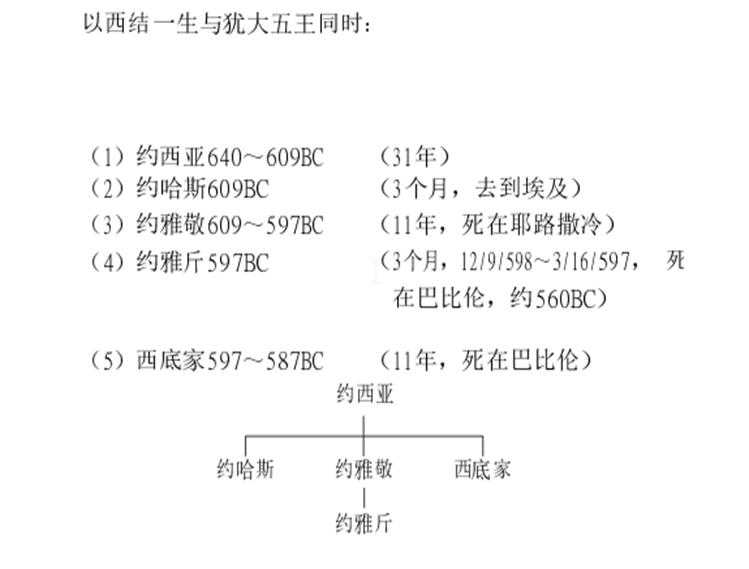 以西结一生与犹大五王同时：
（1）约西亚640～609BC （31年）
（2）约哈斯609BC （3个月，去到埃及）
（3）约雅敬609～597BC （11年，死在耶路撒冷）
（4）约雅斤597BC （3个月，12/9/598～3/16/597， 死
在巴比伦，约560BC）
（5）西底家597～587BC （11年，死在巴比伦）
约西亚
约哈斯 约雅敬 西底家
约雅斤